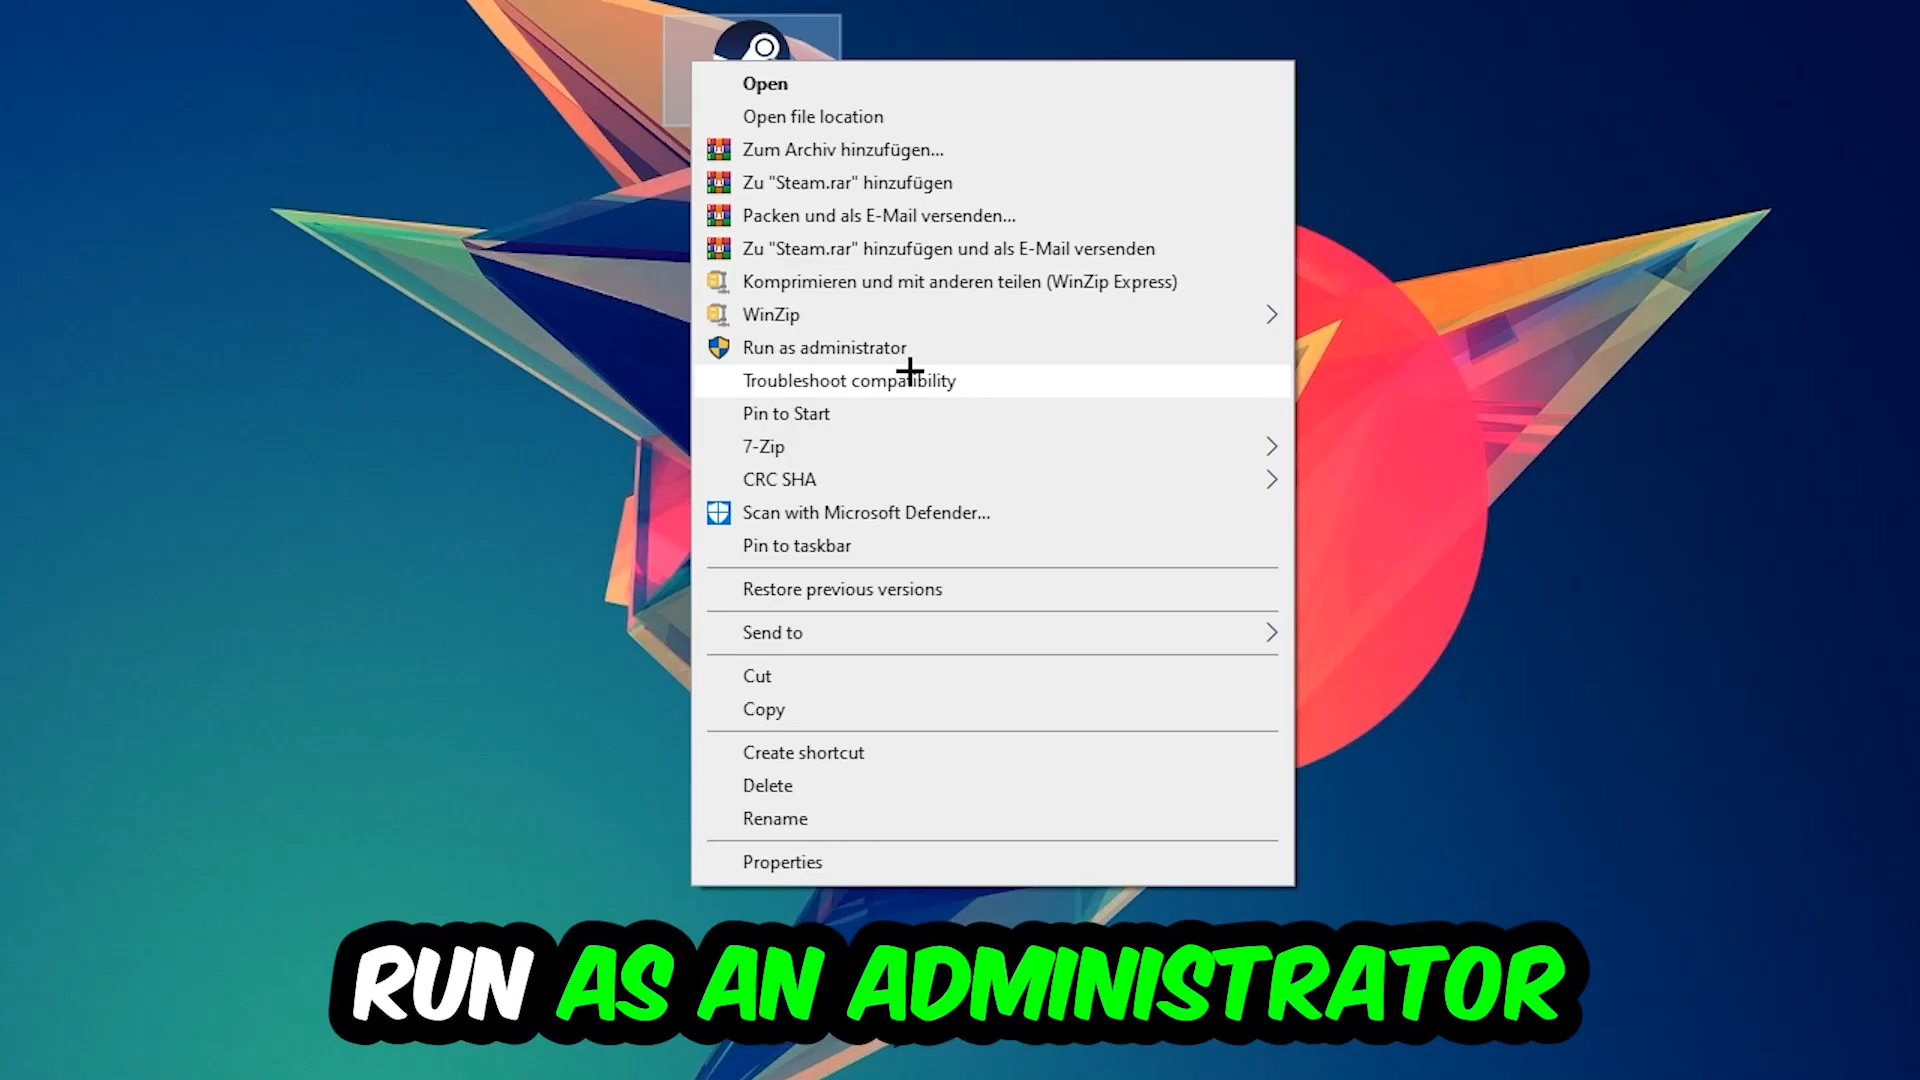 Open
Open file location
Zum Archiv hinzufügen...
Zu "Steam.rar" hinzufügen
Packen und als E-Mail versenden...
Zu "Steam.rar" hinzufügen und als E-Mail versenden
Komprimieren und mit anderen teilen (WinZip Express)
WinZip
Run as administrator
Troubleshoot compatibility
Pin to Start
7-Zip
CRC SHA
Scan with Microsoft Defender...
Pin to taskbar
Restore previous versions
Send to
Cut
Copy
Create shortcut
Delete
Rename
Properties
RUN AS AN ADMINISTRATOR